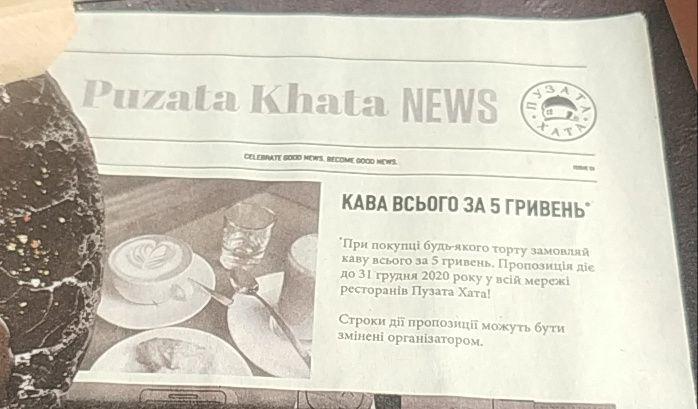 Puzata Khata NEWS
ПУЗАТА
ХАТА
CELEBRATE GOOD NEWS. BECOME GOOD NEWS.
КАВА ВСЬОГО ЗА 5 ГРИВЕНЬ*
*При покупці будь-якого торту замовляй
каву всього за 5 гривень. Пропозиція діє
до 31 грудня 2020 року у всій мережі
ресторанів Пузата Хата!
Строки дії пропозиції можуть бути
змінені організатором.